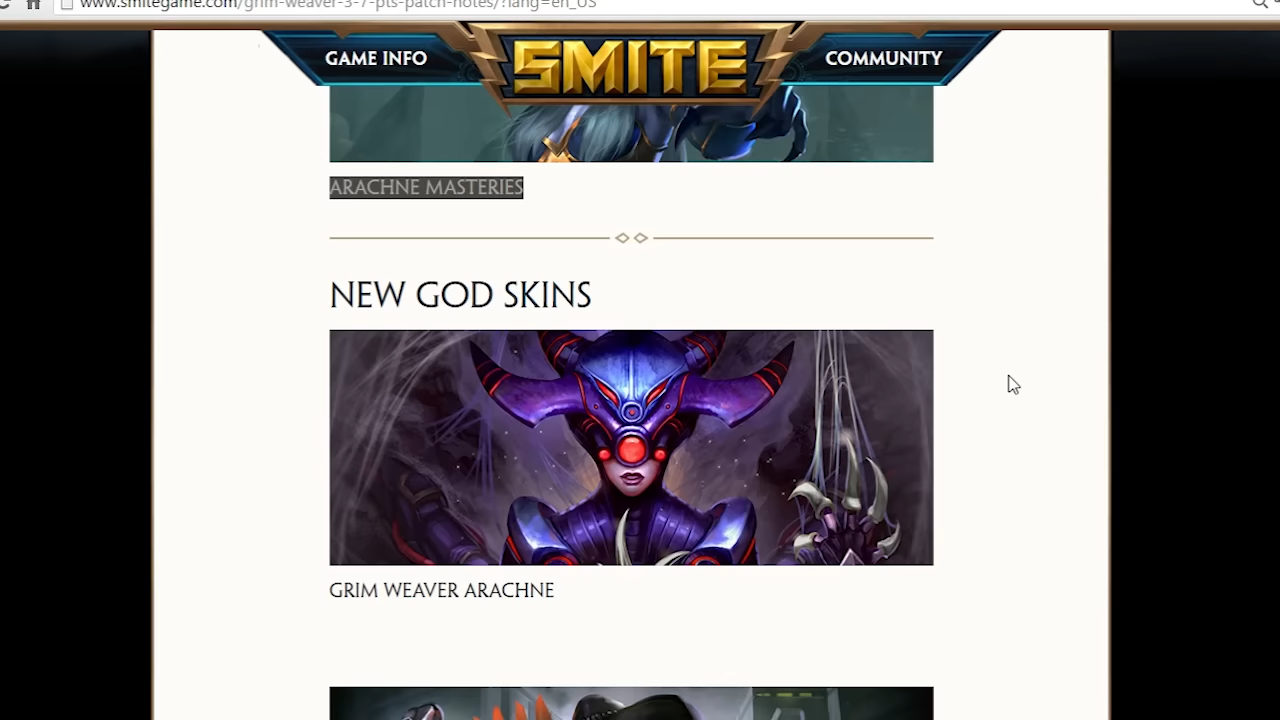 www.smitegame.com/grim-weaver-3-7-pts-patch-notes/?lang=en_US
GAME INFO
SMITE
COMMUNITY
ARACHNE MASTERIES
NEW GOD SKINS
GRIM WEAVER ARACHNE